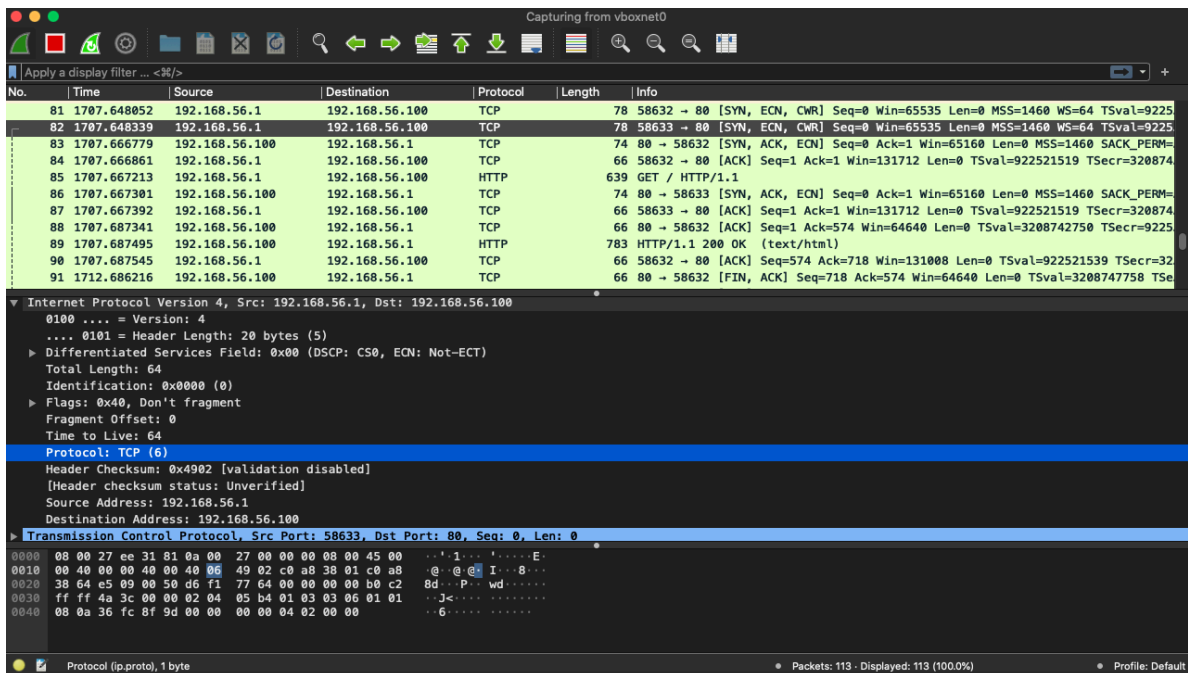 Capturing from vboxnet0
Apply a display filter ... <⌘/>
No. Time Source Destination Protocol Length Info
81 1707.648052 192.168.56.1 192.168.56.100 TCP 78 58632 → 80 [SYN, ECN, CWR] Seq=0 Win=65535 Len=0 MSS=1460 WS=64 TSval=9225
82 1707.648339 192.168.56.1 192.168.56.100 TCP 78 58633 → 80 [SYN, ECN, CWR] Seq=0 Win=65535 Len=0 MSS=1460 WS=64 TSval=9225
83 1707.666779 192.168.56.100 192.168.56.1 TCP 74 80 → 58632 [SYN, ACK, ECN] Seq=0 Ack=1 Win=65160 Len=0 MSS=1460 SACK_PERM=
84 1707.666861 192.168.56.1 192.168.56.100 TCP 66 58632 → 80 [ACK] Seq=1 Ack=1 Win=131712 Len=0 TSval=922521519 TSecr=320874
85 1707.667213 192.168.56.1 192.168.56.100 HTTP 639 GET / HTTP/1.1
86 1707.667301 192.168.56.100 192.168.56.1 TCP 74 80 → 58633 [SYN, ACK, ECN] Seq=0 Ack=1 Win=65160 Len=0 MSS=1460 SACK_PERM=
87 1707.667392 192.168.56.1 192.168.56.100 TCP 66 58633 → 80 [ACK] Seq=1 Ack=1 Win=131712 Len=0 TSval=922521519 TSecr=320874
88 1707.687341 192.168.56.100 192.168.56.1 TCP 66 80 → 58632 [ACK] Seq=1 Ack=574 Win=64640 Len=0 TSval=3208742750 TSecr=9225
89 1707.687495 192.168.56.100 192.168.56.1 HTTP 783 HTTP/1.1 200 OK (text/html)
90 1707.687545 192.168.56.1 192.168.56.100 TCP 66 58632 → 80 [ACK] Seq=574 Ack=718 Win=131008 Len=0 TSval=922521539 TSecr=32
91 1712.686216 192.168.56.100 192.168.56.1 TCP 66 80 → 58632 [FIN, ACK] Seq=718 Ack=574 Win=64640 Len=0 TSval=3208747758 TSe
Internet Protocol Version 4, Src: 192.168.56.1, Dst: 192.168.56.100
0100 .... = Version: 4
.... 0101 = Header Length: 20 bytes (5)
Differentiated Services Field: 0x00 (DSCP: CS0, ECN: Not-ECT)
Total Length: 64
Identification: 0x0000 (0)
Flags: 0x40, Don't fragment
Fragment Offset: 0
Time to Live: 64
Protocol: TCP (6)
Header Checksum: 0x4902 [validation disabled]
[Header checksum status: Unverified]
Source Address: 192.168.56.1
Destination Address: 192.168.56.100
Transmission Control Protocol, Src Port: 58633, Dst Port: 80, Seq: 0, Len: 0
0000 08 00 27 ee 31 81 0a 00 27 00 00 00 08 00 45 00 ··'·1··· '·····E·
0010 00 40 00 00 40 00 40 06 49 02 c0 a8 38 01 c0 a8 ·@··@·@· I···8···
0020 38 64 e5 09 00 50 d6 f1 77 64 00 00 00 00 b0 c2 8d···P·· wd······
0030 ff ff 4a 3c 00 00 02 04 05 b4 01 03 03 06 01 01 ··J<···· ········
0040 08 0a 36 fc 8f 9d 00 00 00 00 04 02 00 00 ··6····· ······
Protocol (ip.proto), 1 byte
Packets: 113 · Displayed: 113 (100.0%)
Profile: Default